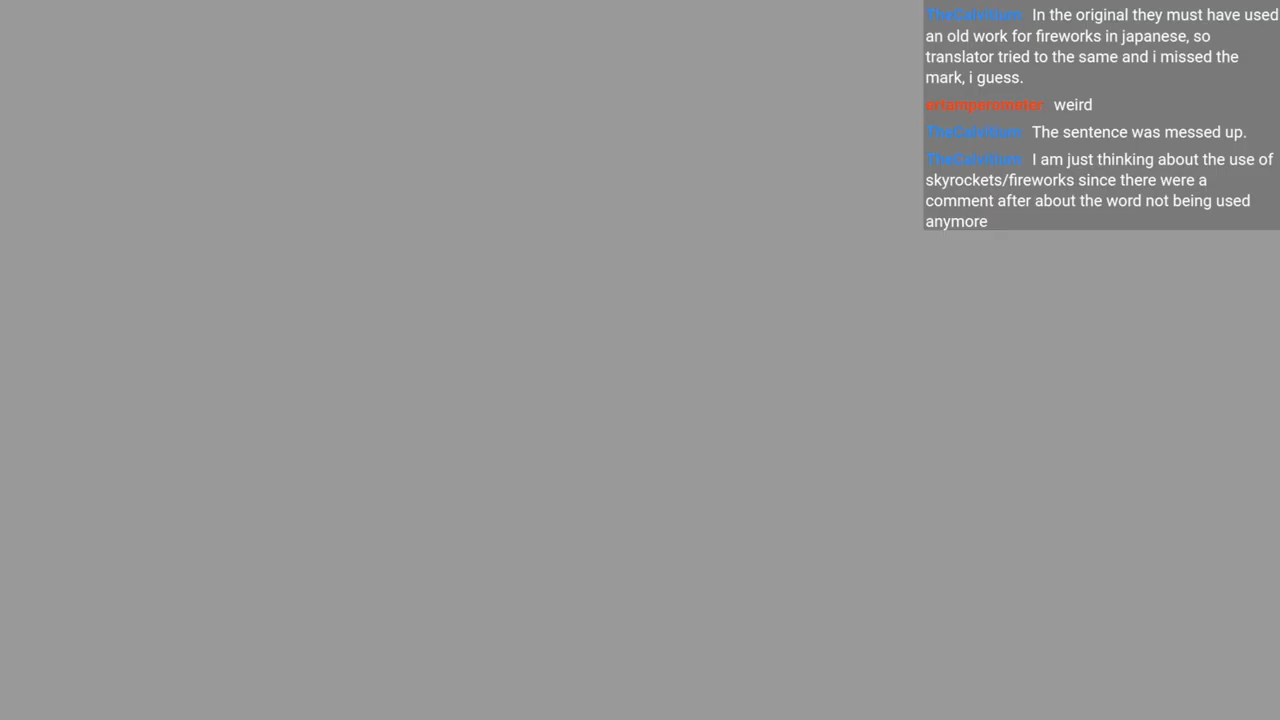 TheCalvitium In the original they must have used
an old work for fireworks in japanese, so
translator tried to the same and i missed the
mark, i guess.
ertamperometer weird
TheCalvitium The sentence was messed up.
TheCalvitium I am just thinking about the use of
skyrockets/fireworks since there were a
comment after about the word not being used
anymore